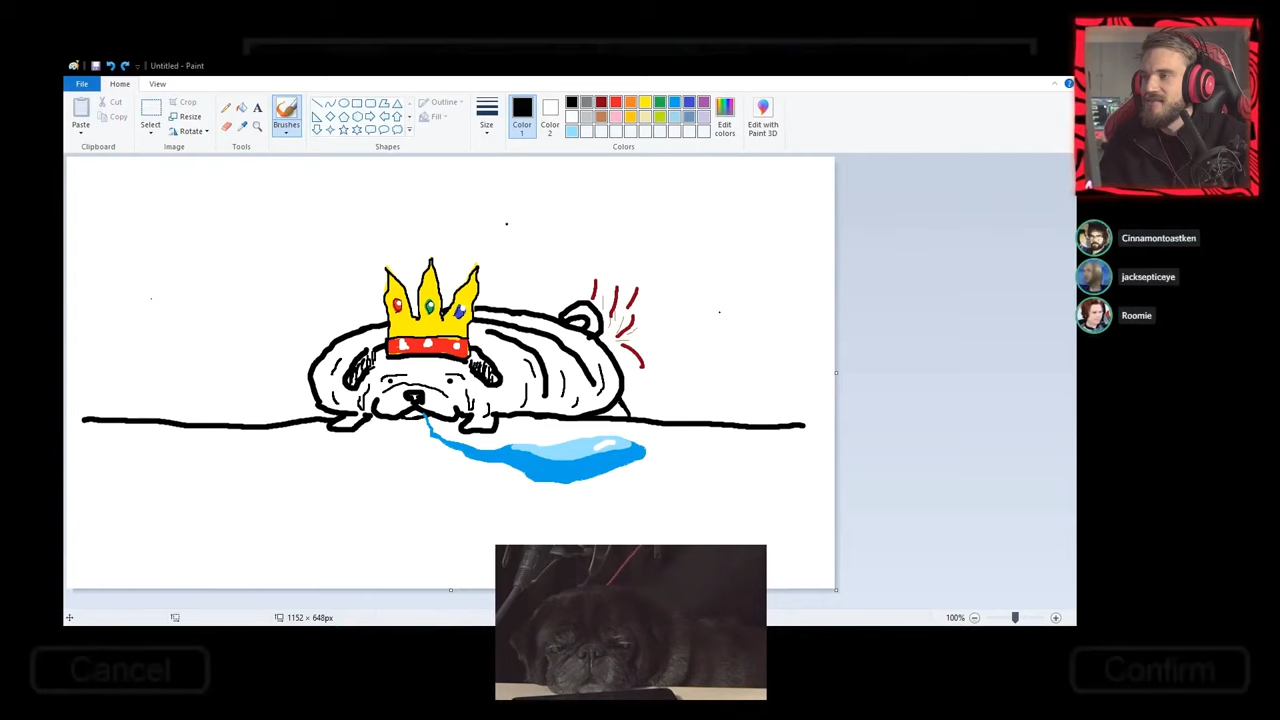 Untitled - Paint
File Home View
Cut
Copy
Paste
Clipboard
Select
Crop
Resize
Rotate
Image
A
Tools
Brushes
Outline
Fill
Shapes
Size
Color 1
Color 2
Edit colors
Colors
Edit with Paint 3D
Cinnamontoastken
jacksepticeye
Roomie
1152 × 648px
100%
Cancel
Confirm